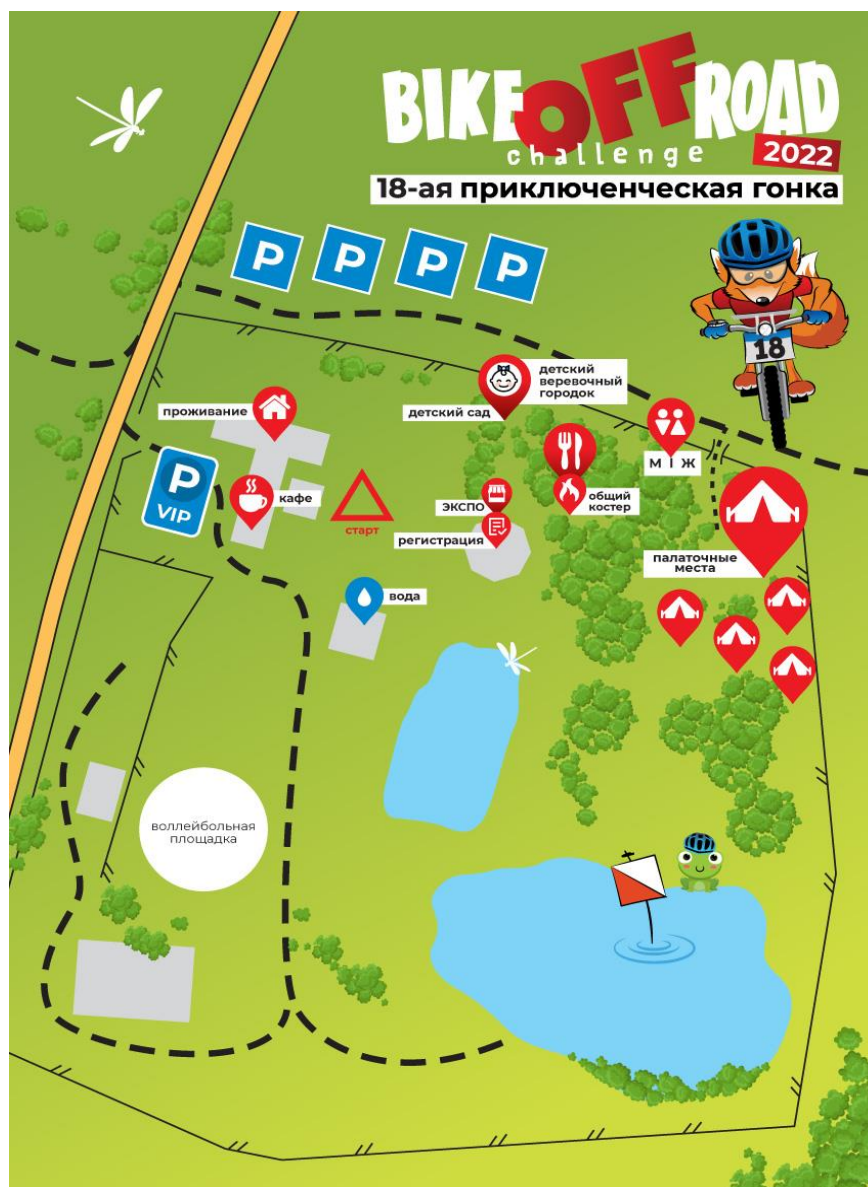 BIKE OFF ROAD
challenge 2022
18-ая приключенческая гонка
P P P P
18
детский
веревочный
городок
детский сад
проживание
М | Ж
P
VIP
кафе
старт
ЭКСПО
общий
костер
регистрация
палаточные
места
вода
воллейбольная
площадка